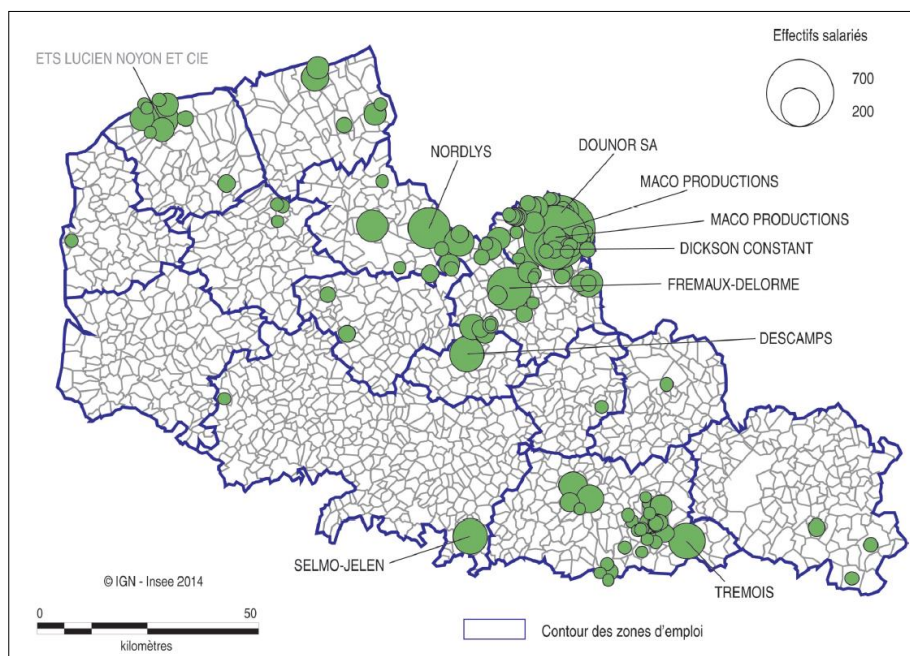 ETS LUCIEN NOYON ET CIE
Effectifs salariés
700
200
NORDLYS
DOUNOR SA
MACO PRODUCTIONS
MACO PRODUCTIONS
DICKSON CONSTANT
FREMAUX-DELORME
DESCAMPS
SELMO-JELEN
TREMOIS
© IGN - Insee 2014
0 50
kilomètres
Contour des zones d'emploi